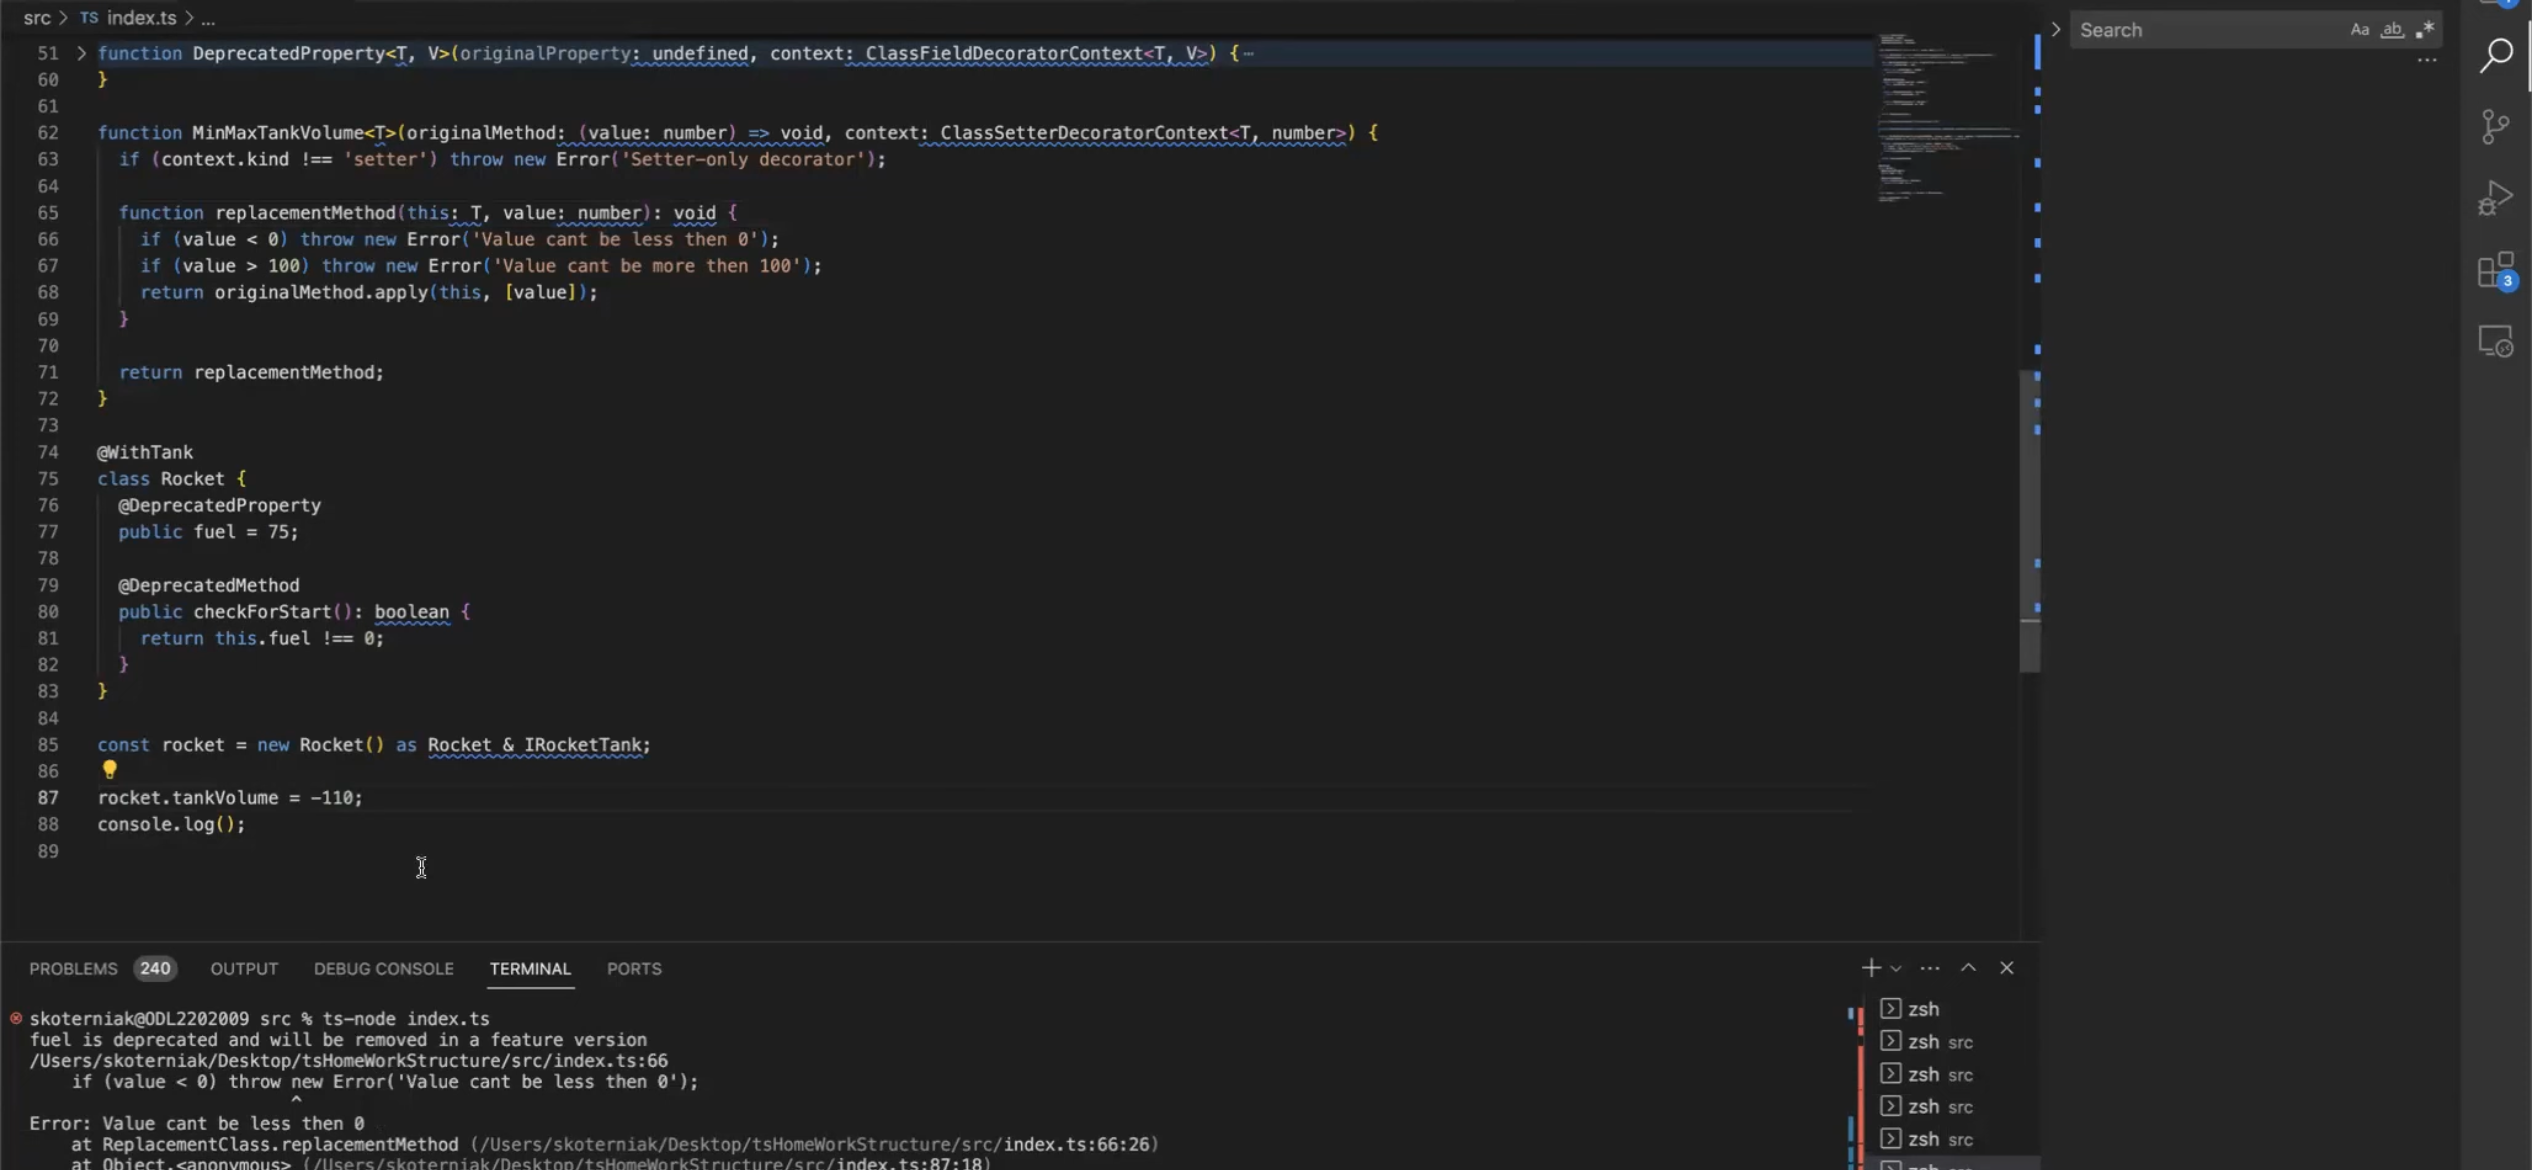 src > TS index.ts > ...
51 > function DeprecatedProperty<T, V>(originalProperty: undefined, context: ClassFieldDecoratorContext<T, V>) {⋯
60 }
61
62 function MinMaxTankVolume<T>(originalMethod: (value: number) => void, context: ClassSetterDecoratorContext<T, number>) {
63 if (context.kind !== 'setter') throw new Error('Setter-only decorator');
64
65 function replacementMethod(this: T, value: number): void {
66 if (value < 0) throw new Error('Value cant be less then 0');
67 if (value > 100) throw new Error('Value cant be more then 100');
68 return originalMethod.apply(this, [value]);
69 }
70
71 return replacementMethod;
72 }
73
74 @WithTank
75 class Rocket {
76 @DeprecatedProperty
77 public fuel = 75;
78
79 @DeprecatedMethod
80 public checkForStart(): boolean {
81 return this.fuel !== 0;
82 }
83 }
84
85 const rocket = new Rocket() as Rocket & IRocketTank;
86
87 rocket.tankVolume = -110;
88 console.log();
89
Search Aa ab .*
...
3
PROBLEMS 240 OUTPUT DEBUG CONSOLE TERMINAL PORTS
skoterniak@ODL2202009 src % ts-node index.ts
fuel is deprecated and will be removed in a feature version
/Users/skoterniak/Desktop/tsHomeWorkStructure/src/index.ts:66
if (value < 0) throw new Error('Value cant be less then 0');
^
Error: Value cant be less then 0
at ReplacementClass.replacementMethod (/Users/skoterniak/Desktop/tsHomeWorkStructure/src/index.ts:66:26)
at Object.<anonymous> (/Users/skoterniak/Desktop/tsHomeWorkStructure/src/index.ts:87:18)
zsh
zsh src
zsh src
zsh src
zsh src